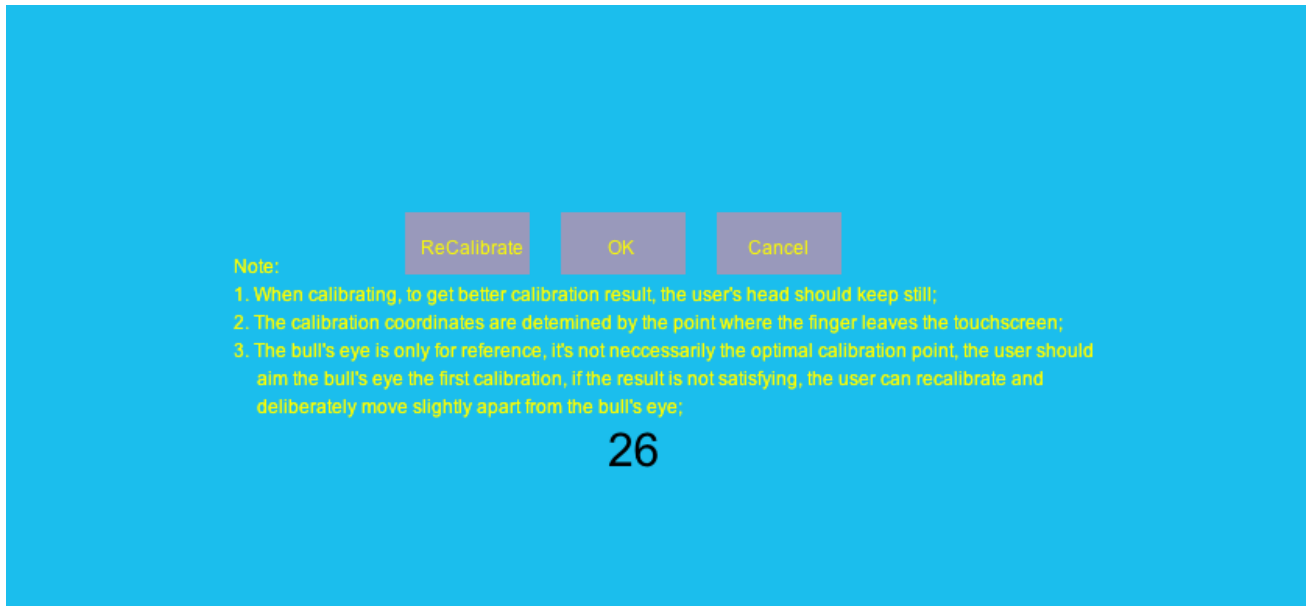 ReCalibrate OK Cancel
Note:
1. When calibrating, to get better calibration result, the user's head should keep still;
2. The calibration coordinates are detemined by the point where the finger leaves the touchscreen;
3. The bull's eye is only for reference, it's not neccessarily the optimal calibration point, the user should
aim the bull's eye the first calibration, if the result is not satisfying, the user can recalibrate and
deliberately move slightly apart from the bull's eye;
26